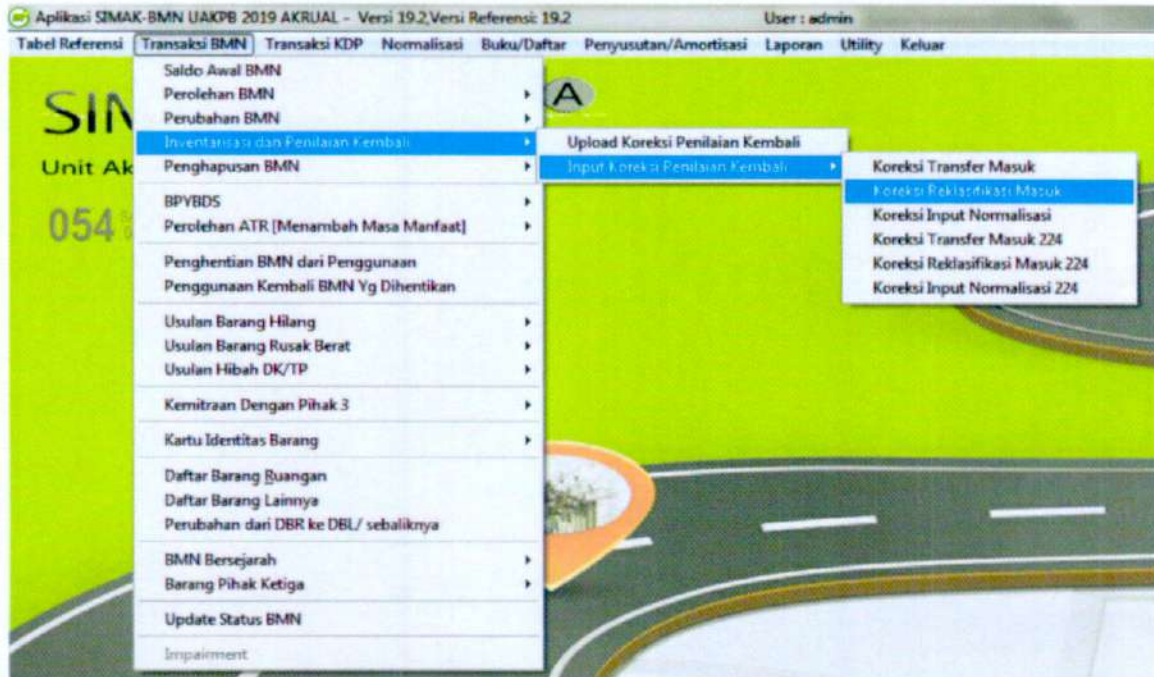 Aplikasi SIMAK-BMN UAKPB 2019 AKRUAL - Versi 19.2,Versi Referensi: 19.2 User : admin
Tabel Referensi Transaksi BMN Transaksi KDP Normalisasi Buku/Daftar Penyusutan/Amortisasi Laporan Utility Keluar
SIM
A
Unit Ak
054
Saldo Awal BMN
Perolehan BMN
Perubahan BMN
Inventarisasi dan Penilaian Kembali
Penghapusan BMN
BPYBDS
Perolehan ATR [Menambah Masa Manfaat]
Penghentian BMN dari Penggunaan
Penggunaan Kembali BMN Yg Dihentikan
Usulan Barang Hilang
Usulan Barang Rusak Berat
Usulan Hibah DK/TP
Kemitraan Dengan Pihak 3
Kartu Identitas Barang
Daftar Barang Ruangan
Daftar Barang Lainnya
Perubahan dari DBR ke DBL/ sebaliknya
BMN Bersejarah
Barang Pihak Ketiga
Update Status BMN
Impairment
Upload Koreksi Penilaian Kembali
Input Koreksi Penilaian Kembali
Koreksi Transfer Masuk
Koreksi Reklasifikasi Masuk
Koreksi Input Normalisasi
Koreksi Transfer Masuk 224
Koreksi Reklasifikasi Masuk 224
Koreksi Input Normalisasi 224